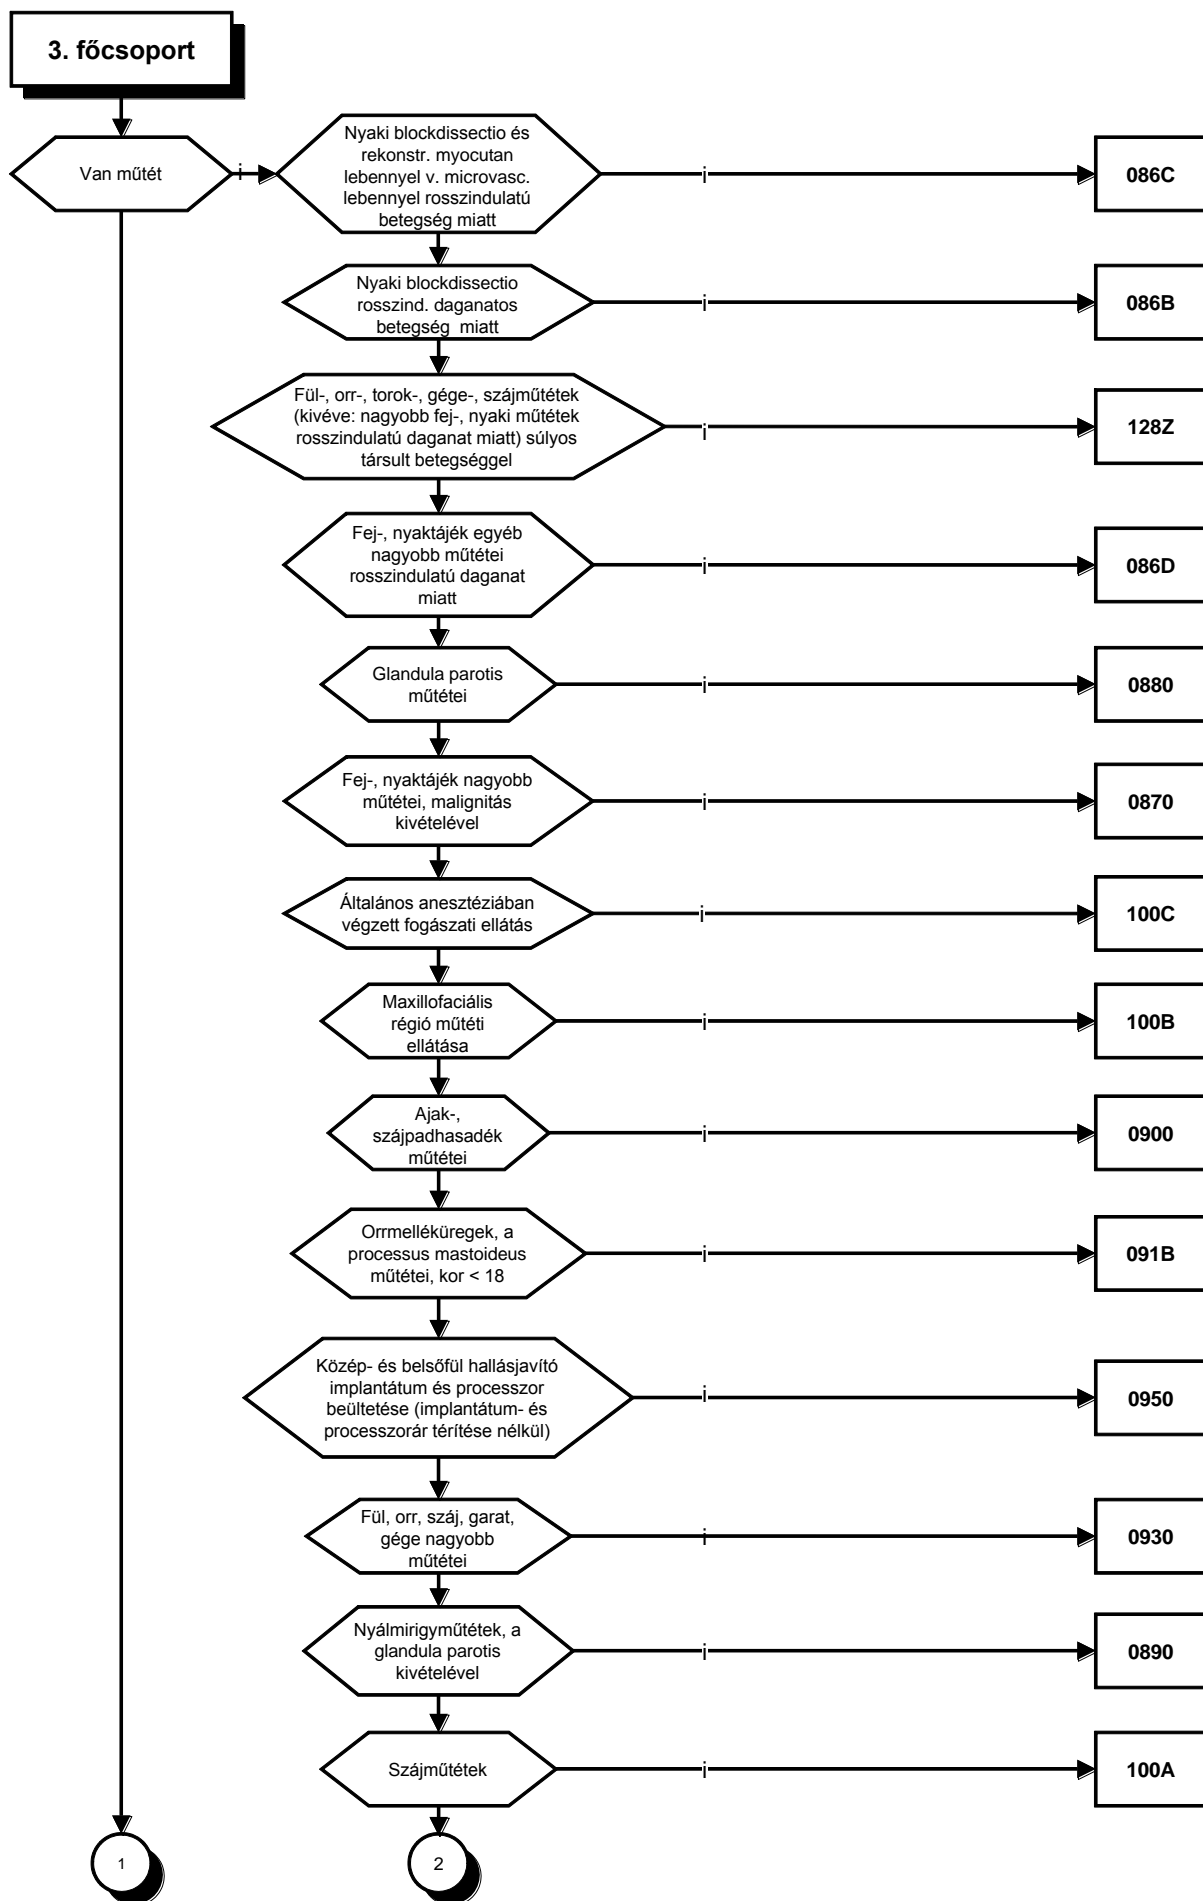 3. főcsoport
Van műtét
i
Nyaki blockdissectio és
rekonstr. myocutan
lebennyel v. microvasc.
lebennyel rosszindulatú
betegség miatt
i
086C
Nyaki blockdissectio
rosszind. daganatos
betegség miatt
i
086B
Fül-, orr-, torok-, gége-, szájműtétek
(kivéve: nagyobb fej-, nyaki műtétek
rosszindulatú daganat miatt) súlyos
társult betegséggel
i
128Z
Fej-, nyaktájék egyéb
nagyobb műtétei
rosszindulatú daganat
miatt
i
086D
Glandula parotis
műtétei
i
0880
Fej-, nyaktájék nagyobb
műtétei, malignitás
kivételével
i
0870
Általános anesztéziában
végzett fogászati ellátás
i
100C
Maxillofaciális
régió műtéti
ellátása
i
100B
Ajak-,
szájpadhasadék
műtétei
i
0900
Orrmelléküregek, a
processus mastoideus
műtétei, kor < 18
i
091B
Közép- és belsőfül hallásjavító
implantátum és processzor
beültetése (implantátum- és
processzorár térítése nélkül)
i
0950
Fül, orr, száj, garat,
gége nagyobb
műtétei
i
0930
Nyálmirigyműtétek, a
glandula parotis
kivételével
i
0890
Szájműtétek
i
100A
1
2